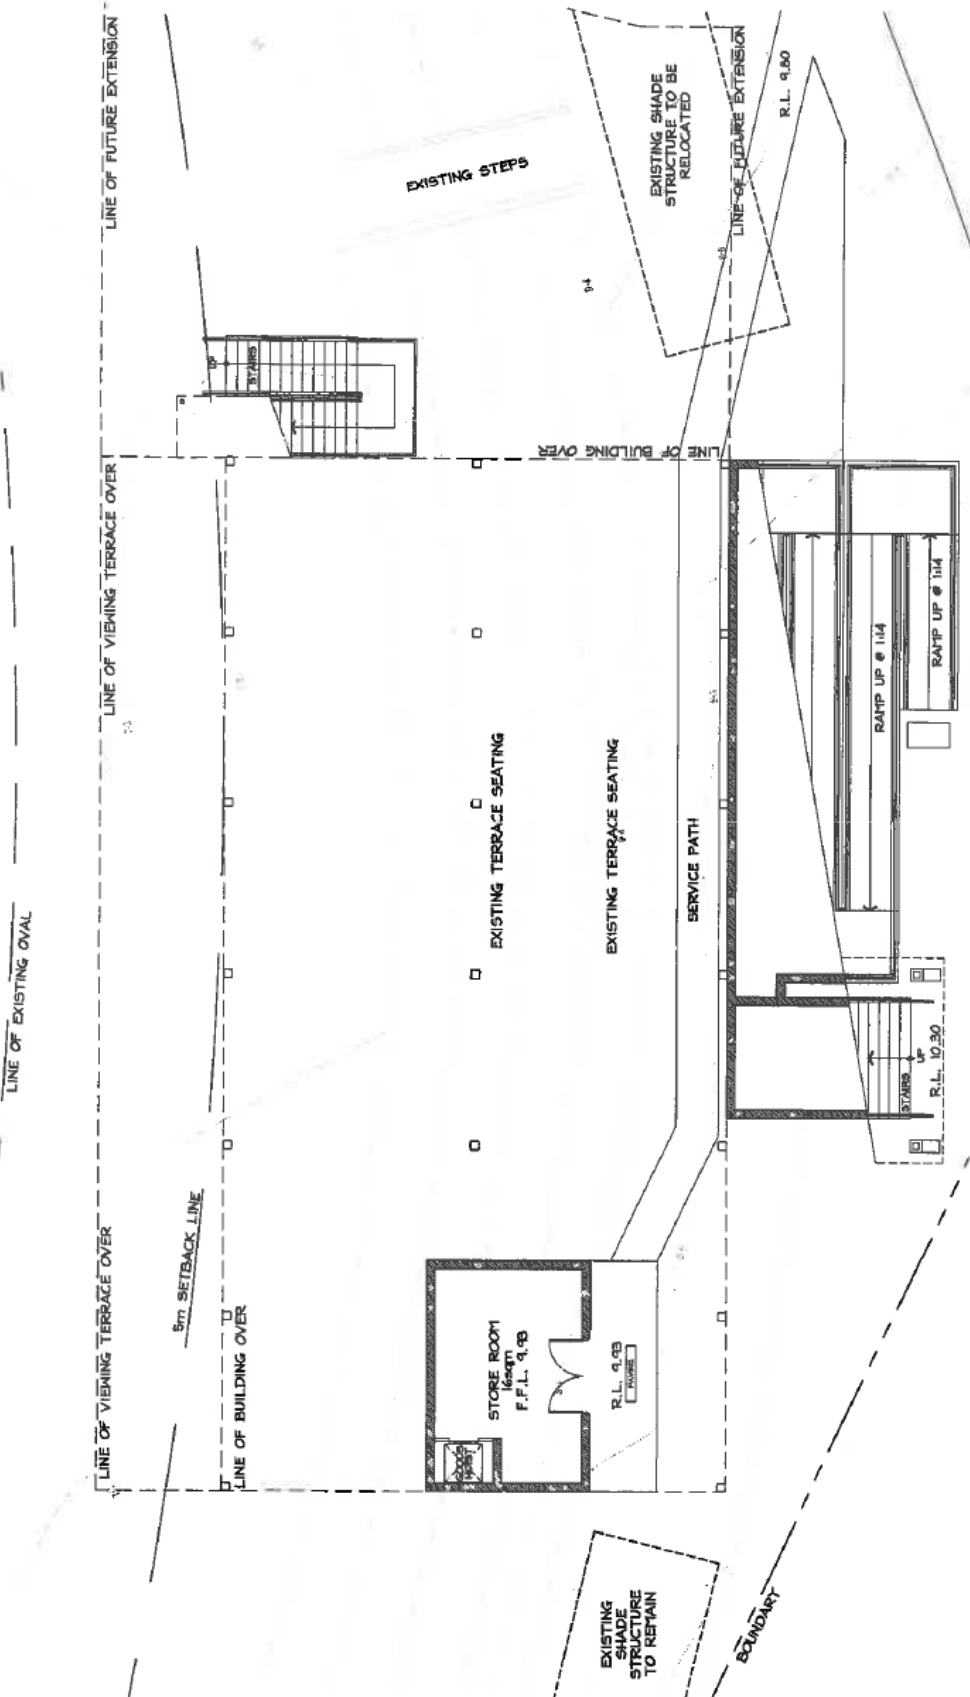 LINE OF FUTURE EXTENSION
EXISTING SHADE
STRUCTURE TO BE
RELOCATED
LINE OF FUTURE EXTENSION
R.L. 9.80
EXISTING STEPS
9.4
UP
STAIRS
LINE OF BUILDING OVER
LINE OF VIEWING TERRACE OVER
RAMP UP @ 1:14
RAMP UP @ 1:14
EXISTING TERRACE SEATING
EXISTING TERRACE SEATING
SERVICE PATH
LINE OF EXISTING OVAL
UP
STAIRS
R.L. 10.30
5m SETBACK LINE
LINE OF VIEWING TERRACE OVER
LINE OF BUILDING OVER
STORE ROOM
16sqm
F.F.L. 9.93
GOODS
HOIST
R.L. 9.93
PAVING
EXISTING
SHADE
STRUCTURE
TO REMAIN
BOUNDARY